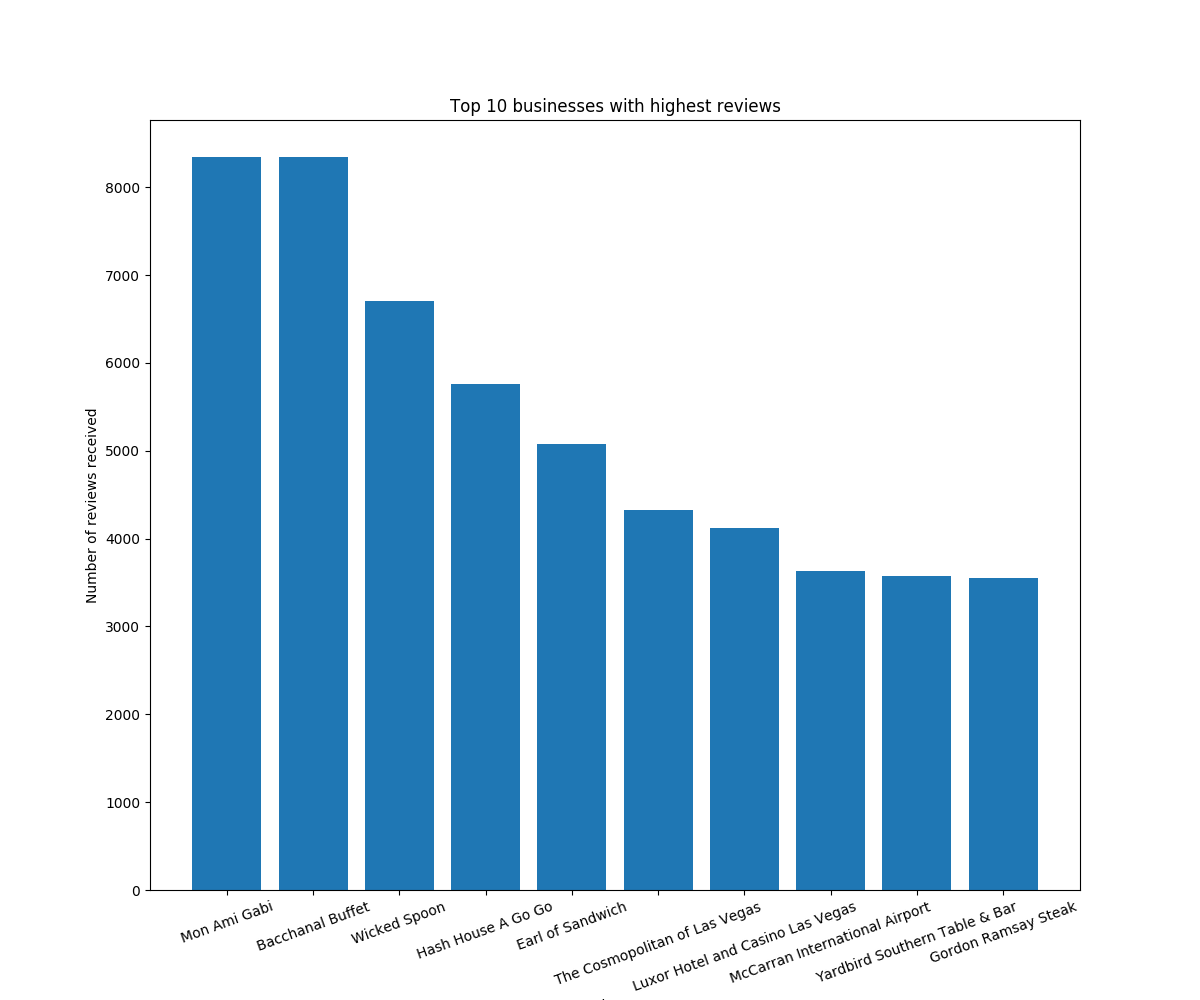 Top 10 businesses with highest reviews
Number of reviews received
8000
7000
6000
5000
4000
3000
2000
1000
0
Mon Ami Gabi
Bacchanal Buffet
Wicked Spoon
Hash House A Go Go
Earl of Sandwich
The Cosmopolitan of Las Vegas
Luxor Hotel and Casino Las Vegas
McCarran International Airport
Yardbird Southern Table & Bar
Gordon Ramsay Steak